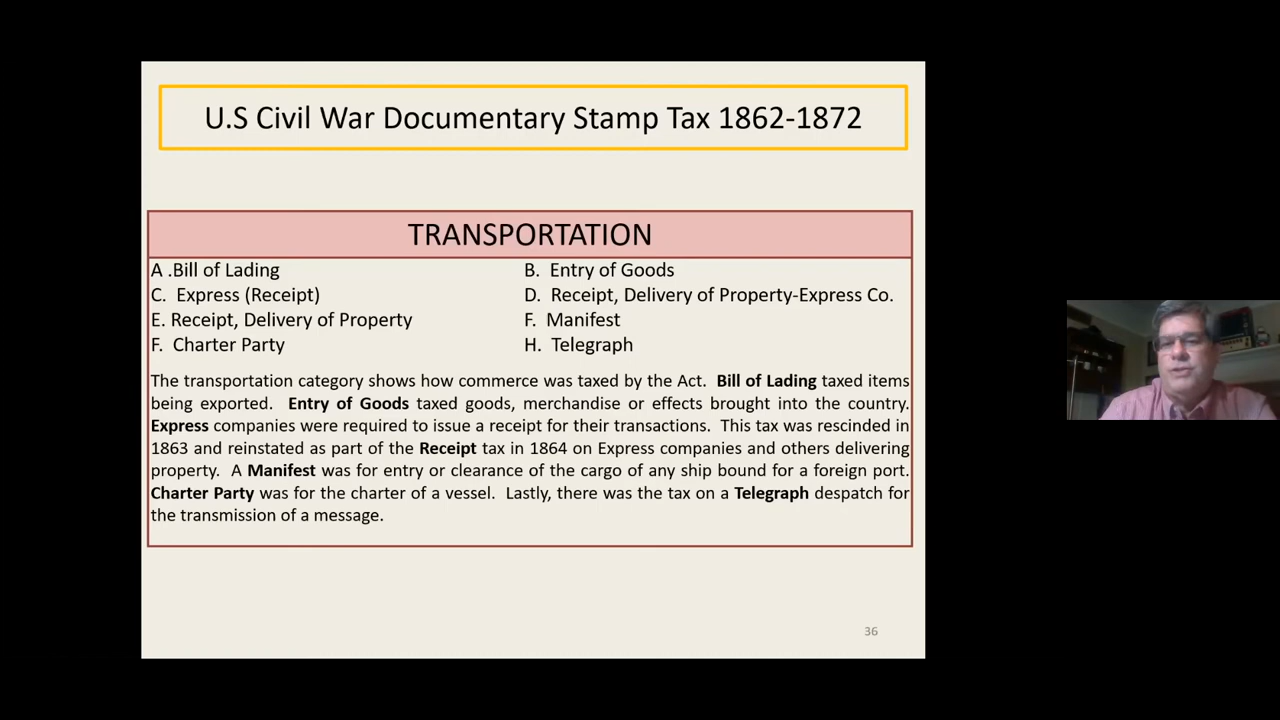 U.S Civil War Documentary Stamp Tax 1862-1872
TRANSPORTATION
A .Bill of Lading
B. Entry of Goods
C. Express (Receipt)
D. Receipt, Delivery of Property-Express Co.
E. Receipt, Delivery of Property
F. Manifest
F. Charter Party
H. Telegraph
The transportation category shows how commerce was taxed by the Act. Bill of Lading taxed items
being exported. Entry of Goods taxed goods, merchandise or effects brought into the country.
Express companies were required to issue a receipt for their transactions. This tax was rescinded in
1863 and reinstated as part of the Receipt tax in 1864 on Express companies and others delivering
property. A Manifest was for entry or clearance of the cargo of any ship bound for a foreign port.
Charter Party was for the charter of a vessel. Lastly, there was the tax on a Telegraph despatch for
the transmission of a message.
36